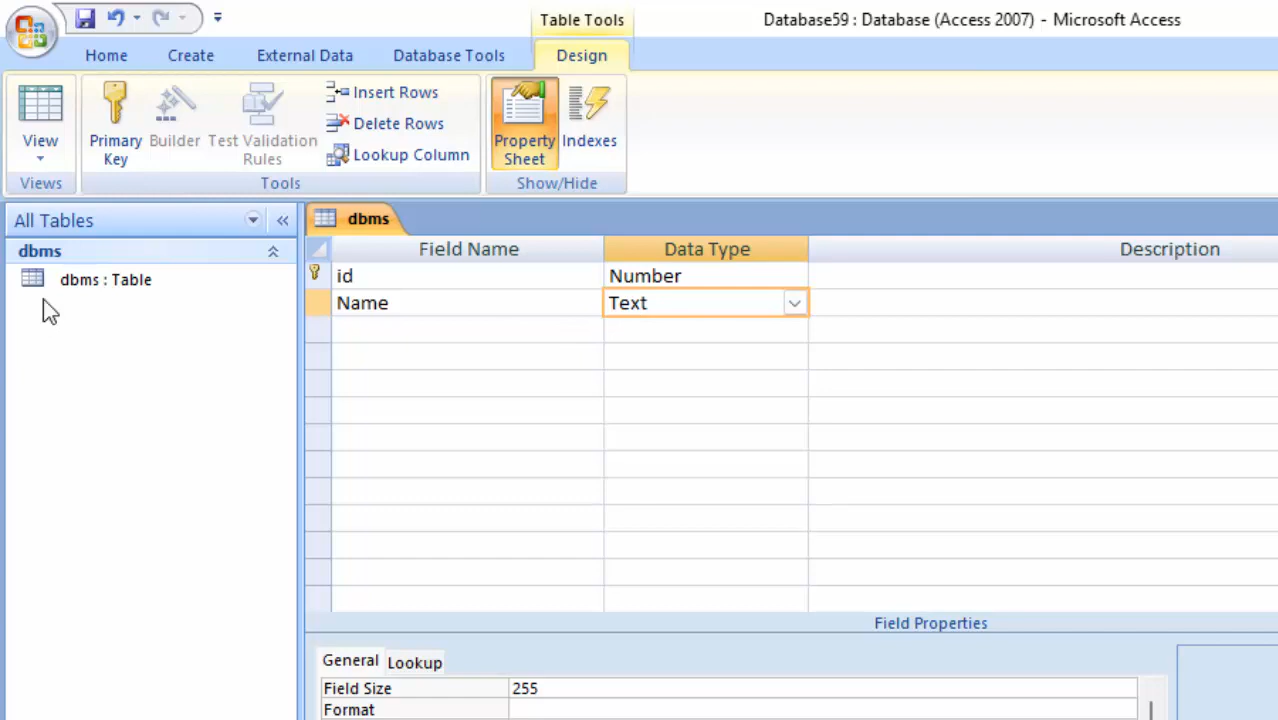 Table Tools
Database59 : Database (Access 2007) - Microsoft Access
Home
Create
External Data
Database Tools
Design
View
Primary
Key
Builder
Test Validation
Rules
Insert Rows
Delete Rows
Lookup Column
Property
Sheet
Indexes
Views
Tools
Show/Hide
All Tables
dbms
dbms
dbms : Table
Field Name
Data Type
Description
id
Number
Name
Text
Field Properties
General
Lookup
Field Size
255
Format